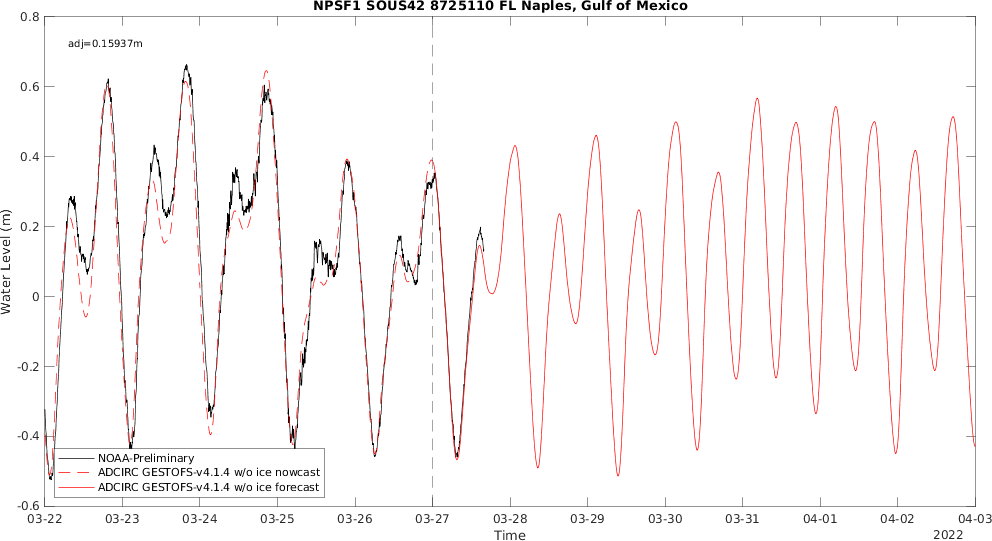 NPSF1 SOUS42 8725110 FL Naples, Gulf of Mexico
adj=0.15937m
0.8
0.6
0.4
0.2
0
-0.2
-0.4
-0.6
Water Level (m)
NOAA-Preliminary
ADCIRC GESTOFS-v4.1.4 w/o ice nowcast
ADCIRC GESTOFS-v4.1.4 w/o ice forecast
03-22 03-23 03-24 03-25 03-26 03-27 03-28 03-29 03-30 03-31 04-01 04-02 04-03
Time
2022